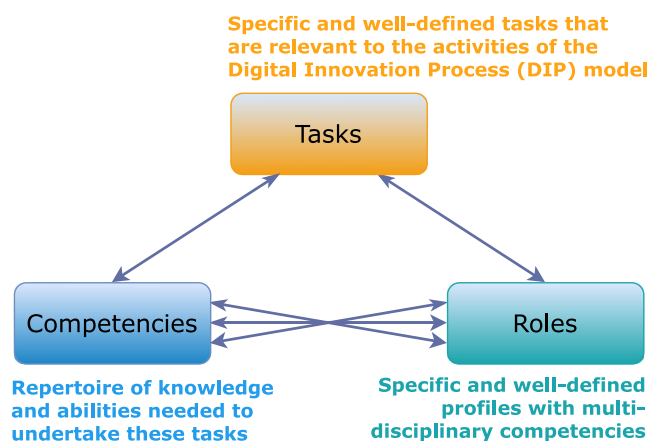 Specific and well-defined tasks that
are relevant to the activities of the
Digital Innovation Process (DIP) model
Tasks
Competencies
Roles
Repertoire of knowledge
and abilities needed to
undertake these tasks
Specific and well-defined
profiles with multi-
disciplinary competencies